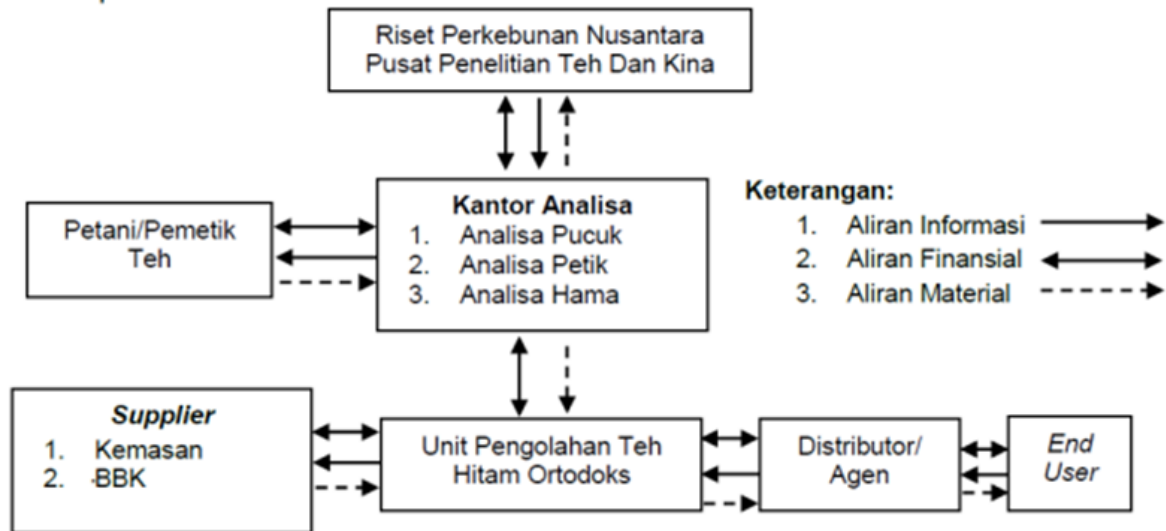 Riset Perkebunan Nusantara
Pusat Penelitian Teh Dan Kina
Kantor Analisa
1. Analisa Pucuk
2. Analisa Petik
3. Analisa Hama
Petani/Pemetik
Teh
Keterangan:
1. Aliran Informasi
2. Aliran Finansial
3. Aliran Material
Supplier
1. Kemasan
2. BBK
Unit Pengolahan Teh
Hitam Ortodoks
Distributor/
Agen
End
User